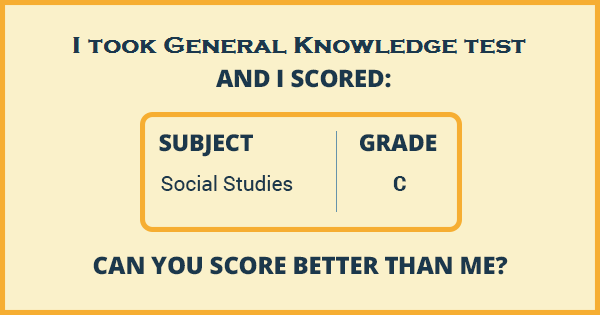 I TOOK GENERAL KNOWLEDGE TEST
AND I SCORED:
SUBJECT GRADE
Social Studies C
CAN YOU SCORE BETTER THAN ME?